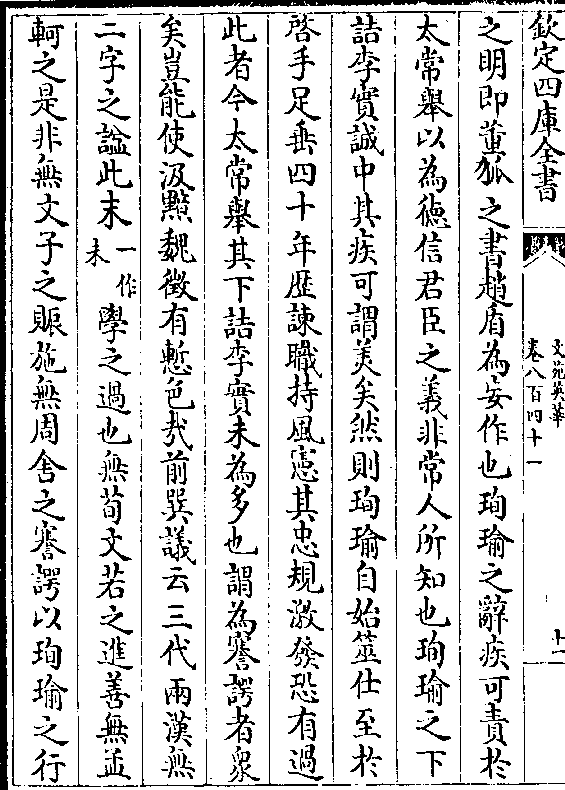 欽定四庫全書
文苑英華
卷八百四十一
十一
之明即董狐之書趙盾為妄作也珣瑜之辭疾可責於
太常舉以為徳信君臣之義非常人所知也珣瑜之下
詰李實誠中其疾可謂美矣然則珣瑜自始筮仕至於
啓手足垂四十年歴諫職持風憲其忠規激發恐有過
此者今太常舉其下詰李實未為多也謂為謇諤者衆
矣豈能使汲黯魏徵有慙色㢤前巽議云三代兩漢無
二字之諡此末一作未學之過也無荀文若之進善無孟
軻之是非無文子之賑施無周舍之謇諤以珣瑜之行